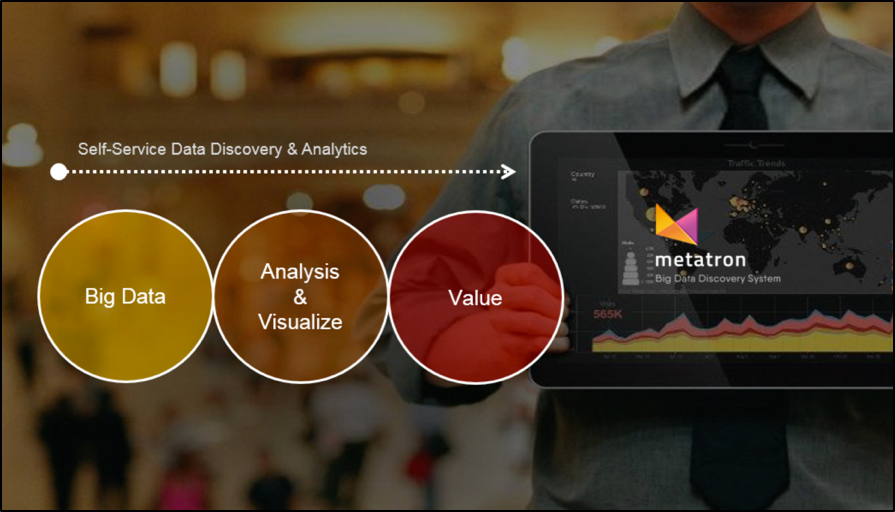 Self-Service Data Discovery & Analytics
Big Data
Analysis
&
Visualize
Value
Traffic Trends
Country
metatron
Big Data Discovery System
Visits
565K